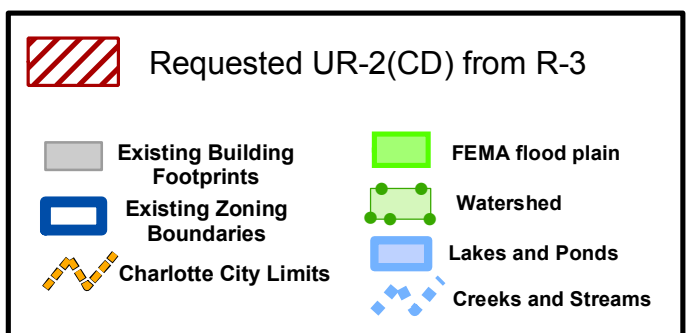 Requested UR-2(CD) from R-3
Existing Building
Footprints
Existing Zoning
Boundaries
Charlotte City Limits
FEMA flood plain
Watershed
Lakes and Ponds
Creeks and Streams